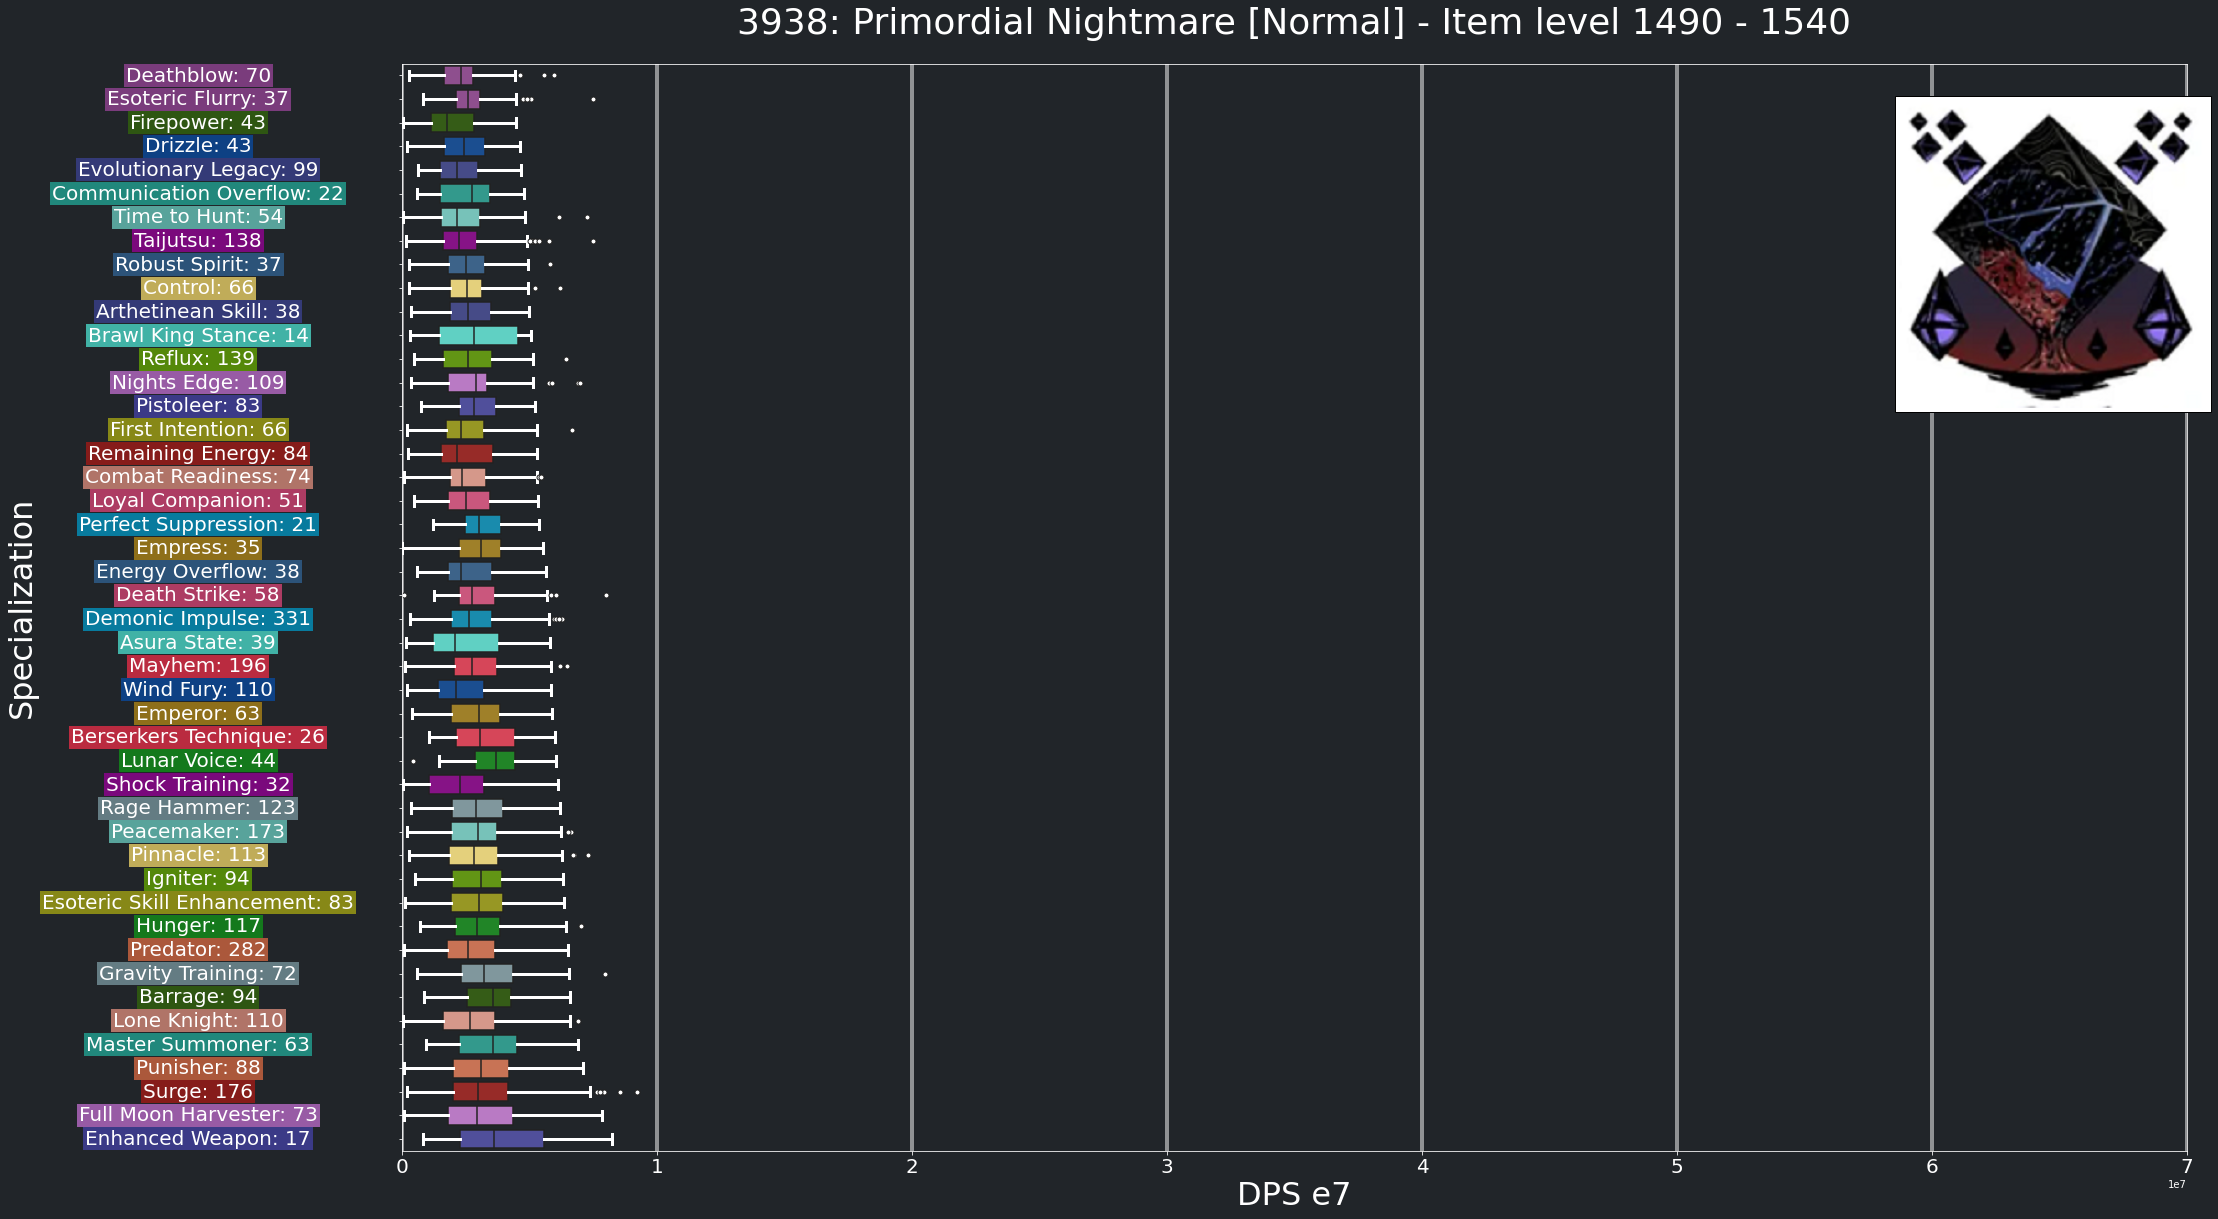 3938: Primordial Nightmare [Normal] - Item level 1490 - 1540
Specialization
Deathblow: 70
Esoteric Flurry: 37
Firepower: 43
Drizzle: 43
Evolutionary Legacy: 99
Communication Overflow: 22
Time to Hunt: 54
Taijutsu: 138
Robust Spirit: 37
Control: 66
Arthetinean Skill: 38
Brawl King Stance: 14
Reflux: 139
Nights Edge: 109
Pistoleer: 83
First Intention: 66
Remaining Energy: 84
Combat Readiness: 74
Loyal Companion: 51
Perfect Suppression: 21
Empress: 35
Energy Overflow: 38
Death Strike: 58
Demonic Impulse: 331
Asura State: 39
Mayhem: 196
Wind Fury: 110
Emperor: 63
Berserkers Technique: 26
Lunar Voice: 44
Shock Training: 32
Rage Hammer: 123
Peacemaker: 173
Pinnacle: 113
Igniter: 94
Esoteric Skill Enhancement: 83
Hunger: 117
Predator: 282
Gravity Training: 72
Barrage: 94
Lone Knight: 110
Master Summoner: 63
Punisher: 88
Surge: 176
Full Moon Harvester: 73
Enhanced Weapon: 17
0 1 2 3 4 5 6 7
1e7
DPS e7